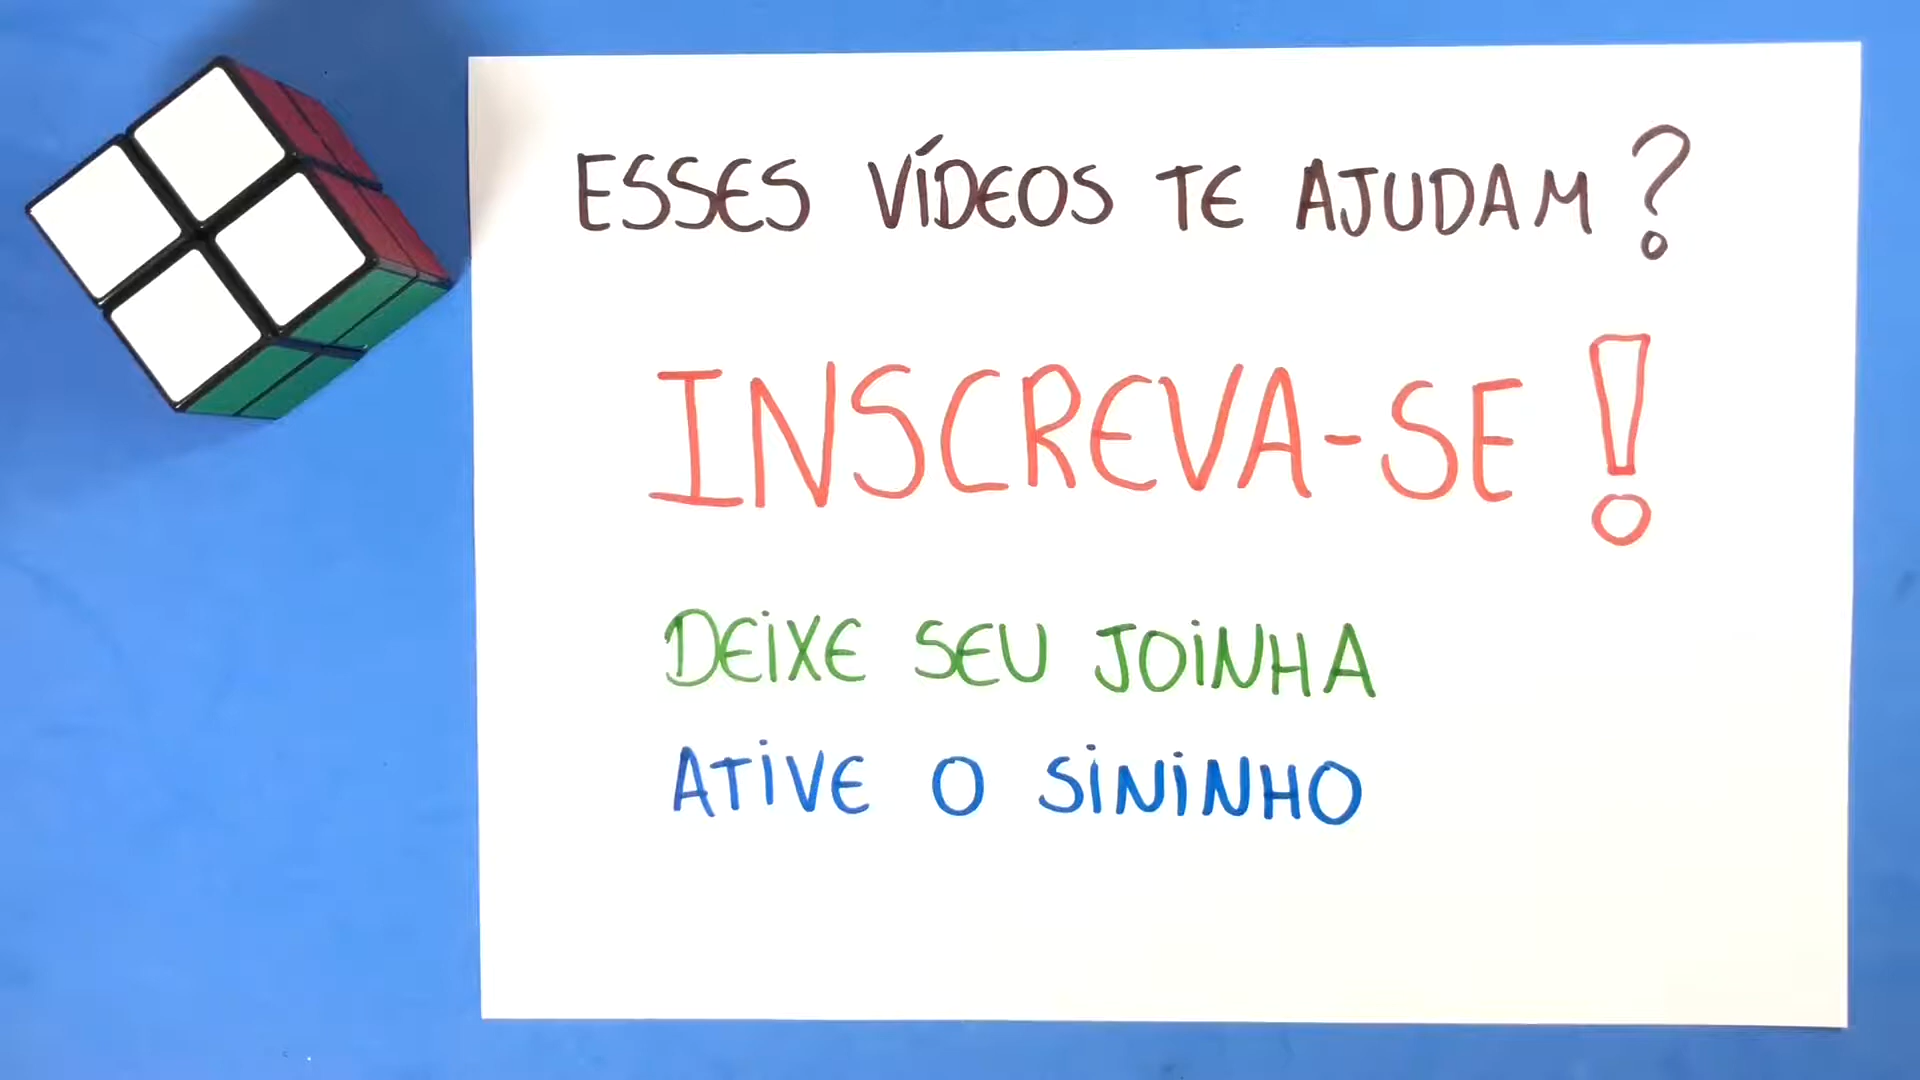 ESSES VÍDEOS TE AJUDAM?
INSCREVA-SE!
DEIXE SEU JOINHA
ATIVE O SININHO